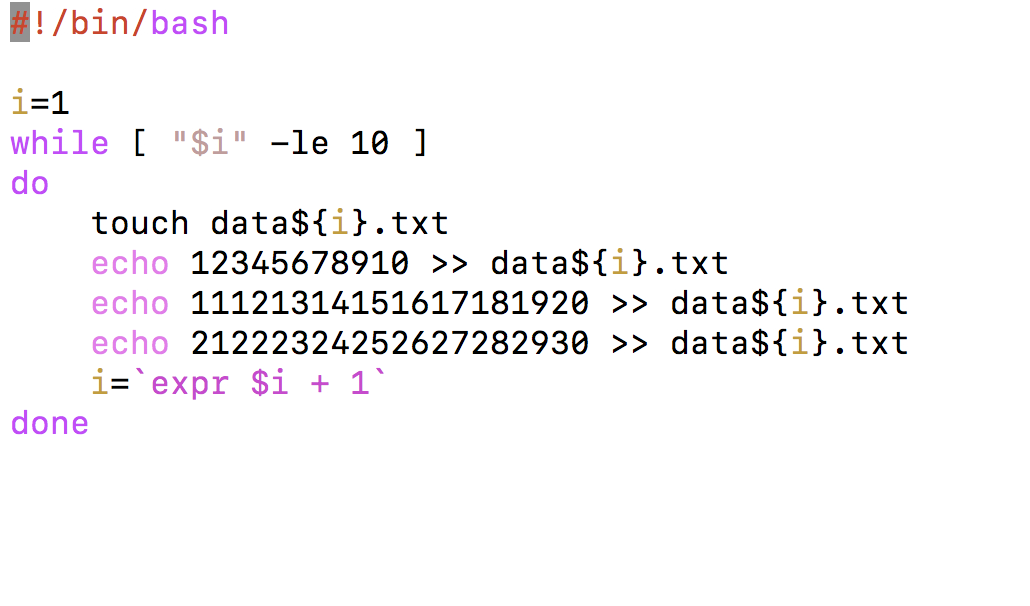 #!/bin/bash
i=1
while [ "$i" -le 10 ]
do
touch data${i}.txt
echo 12345678910 >> data${i}.txt
echo 11121314151617181920 >> data${i}.txt
echo 21222324252627282930 >> data${i}.txt
i=`expr $i + 1`
done